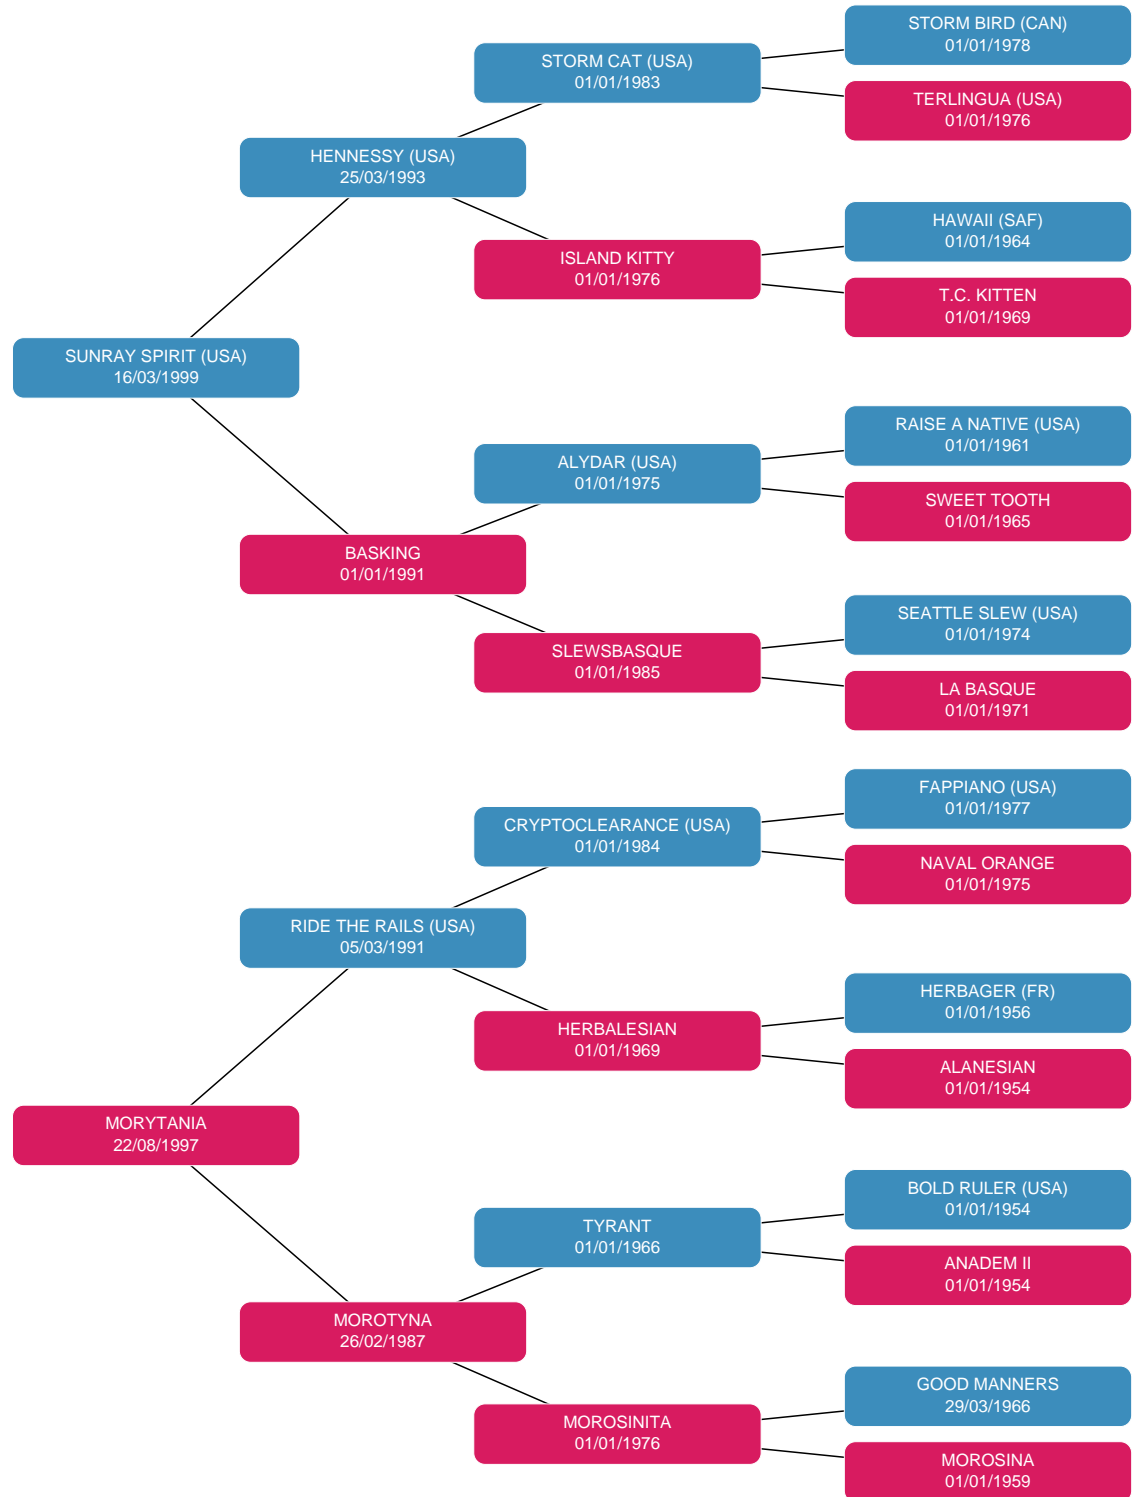 STORM BIRD (CAN)
01/01/1978
STORM CAT (USA)
01/01/1983
TERLINGUA (USA)
01/01/1976
HENNESSY (USA)
25/03/1993
HAWAII (SAF)
01/01/1964
ISLAND KITTY
01/01/1976
T.C. KITTEN
01/01/1969
SUNRAY SPIRIT (USA)
16/03/1999
RAISE A NATIVE (USA)
01/01/1961
ALYDAR (USA)
01/01/1975
SWEET TOOTH
01/01/1965
BASKING
01/01/1991
SEATTLE SLEW (USA)
01/01/1974
SLEWSBASQUE
01/01/1985
LA BASQUE
01/01/1971
FAPPIANO (USA)
01/01/1977
CRYPTOCLEARANCE (USA)
01/01/1984
NAVAL ORANGE
01/01/1975
RIDE THE RAILS (USA)
05/03/1991
HERBAGER (FR)
01/01/1956
HERBALESIAN
01/01/1969
ALANESIAN
01/01/1954
MORYTANIA
22/08/1997
BOLD RULER (USA)
01/01/1954
TYRANT
01/01/1966
ANADEM II
01/01/1954
MOROTYNA
26/02/1987
GOOD MANNERS
29/03/1966
MOROSINITA
01/01/1976
MOROSINA
01/01/1959